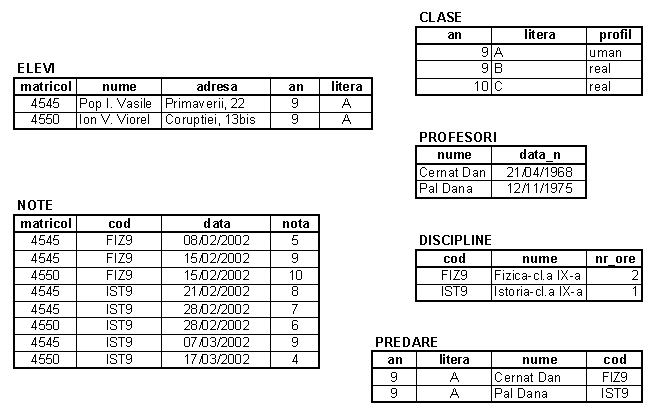 CLASE
an litera profil
9 A uman
9 B real
10 C real
ELEVI
matricol nume adresa an litera
4545 Pop I. Vasile Primaverii, 22 9 A
4550 Ion V. Viorel Coruptiei, 13bis 9 A
PROFESORI
nume data_n
Cernat Dan 21/04/1968
Pal Dana 12/11/1975
NOTE
matricol cod data nota
4545 FIZ9 08/02/2002 5
4545 FIZ9 15/02/2002 9
4550 FIZ9 15/02/2002 10
4545 IST9 21/02/2002 8
4545 IST9 28/02/2002 7
4550 IST9 28/02/2002 6
4545 IST9 07/03/2002 9
4550 IST9 17/03/2002 4
DISCIPLINE
cod nume nr_ore
FIZ9 Fizica-cl.a IX-a 2
IST9 Istoria-cl.a IX-a 1
PREDARE
an litera nume cod
9 A Cernat Dan FIZ9
9 A Pal Dana IST9